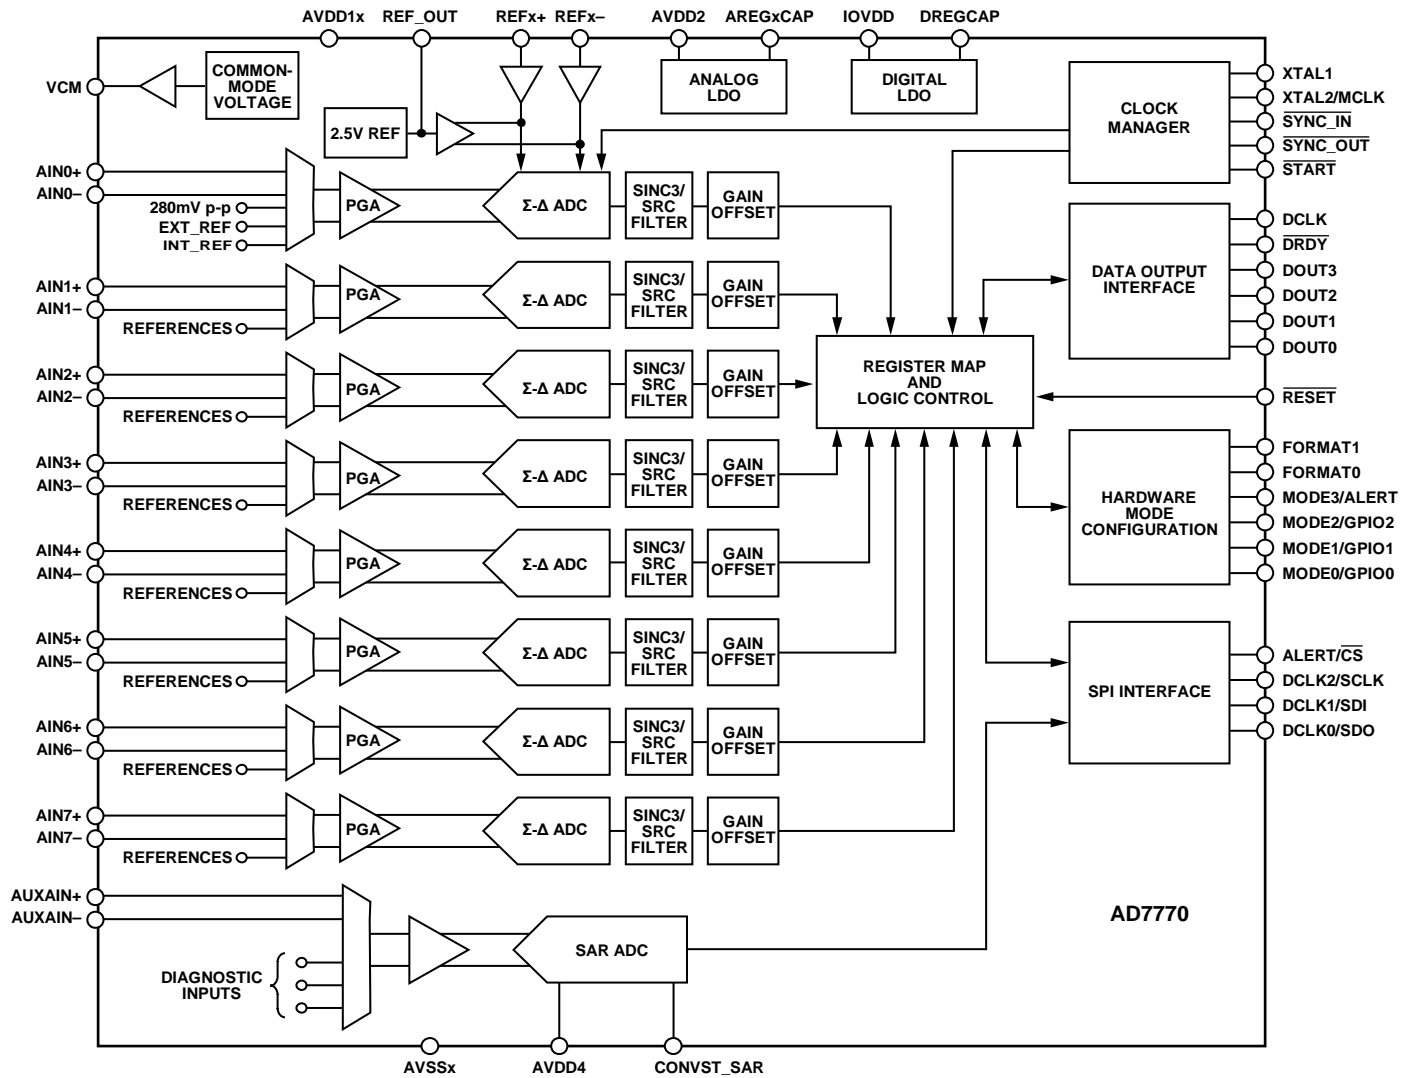 AVDD1x REF_OUT REFx+ REFx– AVDD2 AREGxCAP IOVDD DREGCAP
VCM
COMMON-
MODE
VOLTAGE
2.5V REF
ANALOG
LDO
DIGITAL
LDO
CLOCK
MANAGER
XTAL1
XTAL2/MCLK
SYNC_IN
SYNC_OUT
START
AIN0+
AIN0–
280mV p-p
EXT_REF
INT_REF
PGA
Σ-Δ ADC
SINC3/
SRC
FILTER
GAIN
OFFSET
DATA OUTPUT
INTERFACE
DCLK
DRDY
DOUT3
DOUT2
DOUT1
DOUT0
AIN1+
AIN1–
REFERENCES
PGA
Σ-Δ ADC
SINC3/
SRC
FILTER
GAIN
OFFSET
REGISTER MAP
AND
LOGIC CONTROL
RESET
AIN2+
AIN2–
REFERENCES
PGA
Σ-Δ ADC
SINC3/
SRC
FILTER
GAIN
OFFSET
AIN3+
AIN3–
REFERENCES
PGA
Σ-Δ ADC
SINC3/
SRC
FILTER
GAIN
OFFSET
HARDWARE
MODE
CONFIGURATION
FORMAT1
FORMAT0
MODE3/ALERT
MODE2/GPIO2
MODE1/GPIO1
MODE0/GPIO0
AIN4+
AIN4–
REFERENCES
PGA
Σ-Δ ADC
SINC3/
SRC
FILTER
GAIN
OFFSET
AIN5+
AIN5–
REFERENCES
PGA
Σ-Δ ADC
SINC3/
SRC
FILTER
GAIN
OFFSET
SPI INTERFACE
ALERT/CS
DCLK2/SCLK
DCLK1/SDI
DCLK0/SDO
AIN6+
AIN6–
REFERENCES
PGA
Σ-Δ ADC
SINC3/
SRC
FILTER
GAIN
OFFSET
AIN7+
AIN7–
REFERENCES
PGA
Σ-Δ ADC
SINC3/
SRC
FILTER
GAIN
OFFSET
AUXAIN+
AUXAIN–
DIAGNOSTIC
INPUTS
SAR ADC
AD7770
AVSSx AVDD4 CONVST_SAR